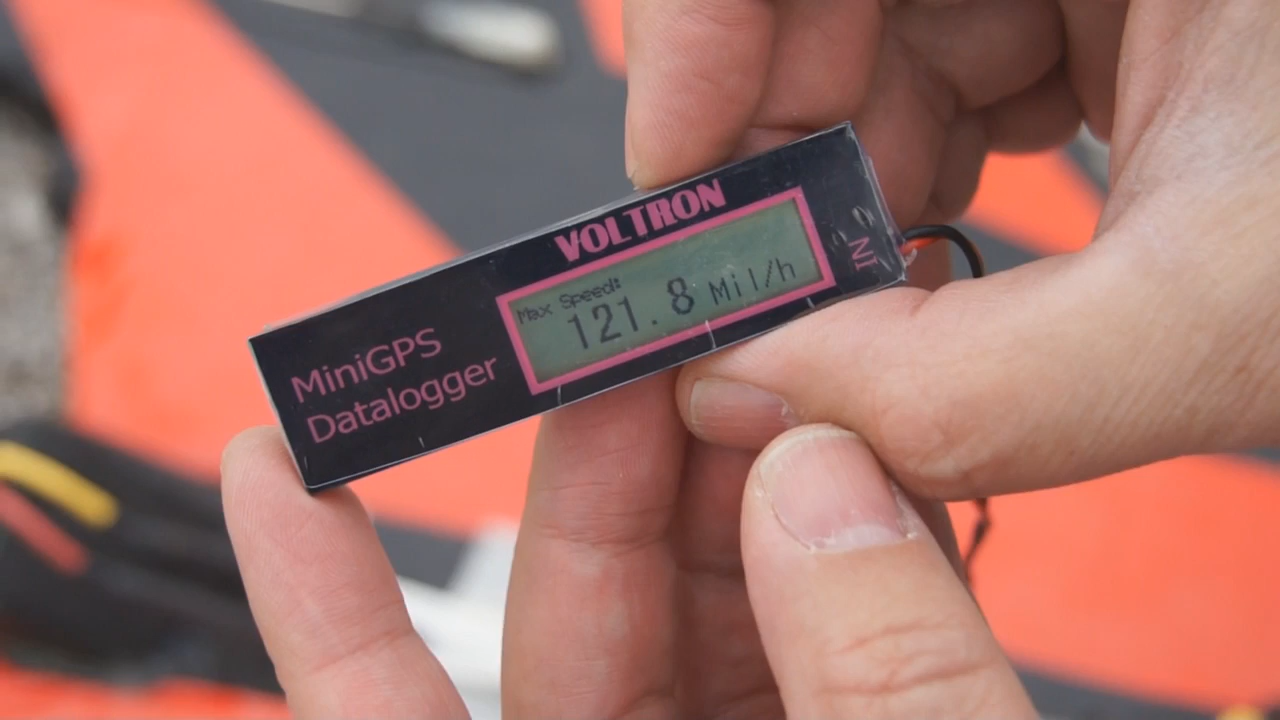 VOLTRON
Max Speed:
121.8 Mil/h
MiniGPS
Datalogger
IN